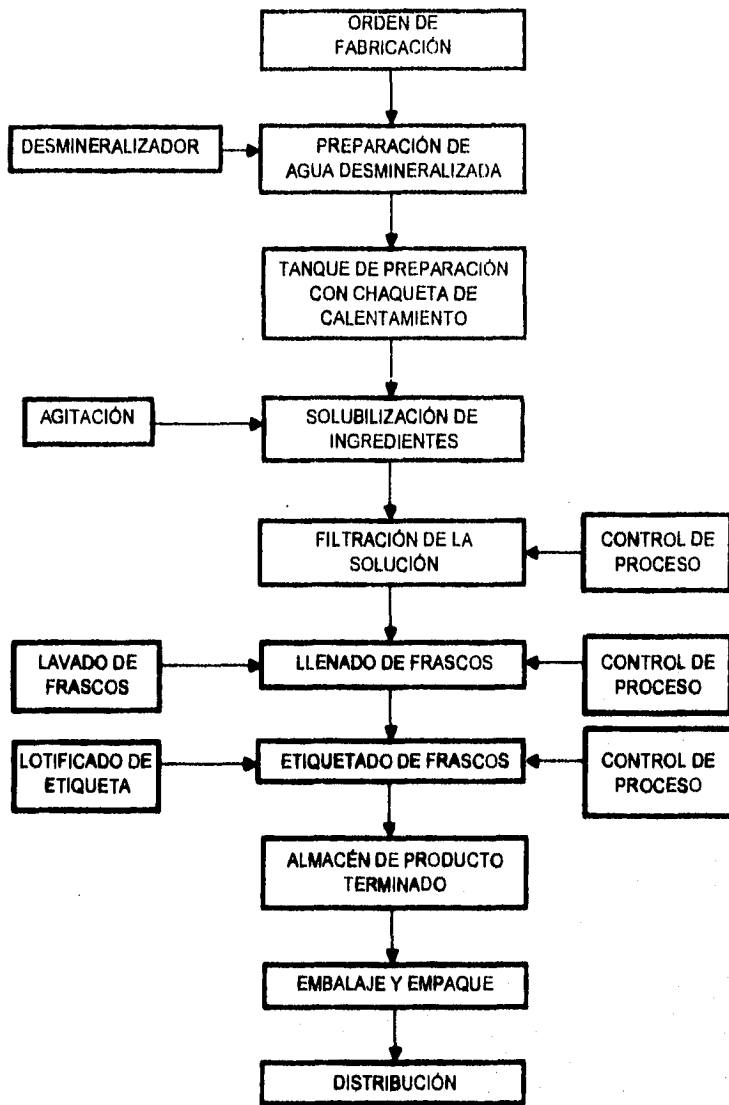 ORDEN DE
FABRICACIÓN
DESMINERALIZADOR
PREPARACIÓN DE
AGUA DESMINERALIZADA
TANQUE DE PREPARACIÓN
CON CHAQUETA DE
CALENTAMIENTO
AGITACIÓN
SOLUBILIZACIÓN DE
INGREDIENTES
FILTRACIÓN DE LA
SOLUCIÓN
CONTROL DE
PROCESO
LAVADO DE
FRASCOS
LLENADO DE FRASCOS
CONTROL DE
PROCESO
LOTIFICADO DE
ETIQUETA
ETIQUETADO DE FRASCOS
CONTROL DE
PROCESO
ALMACÉN DE PRODUCTO
TERMINADO
EMBALAJE Y EMPAQUE
DISTRIBUCIÓN